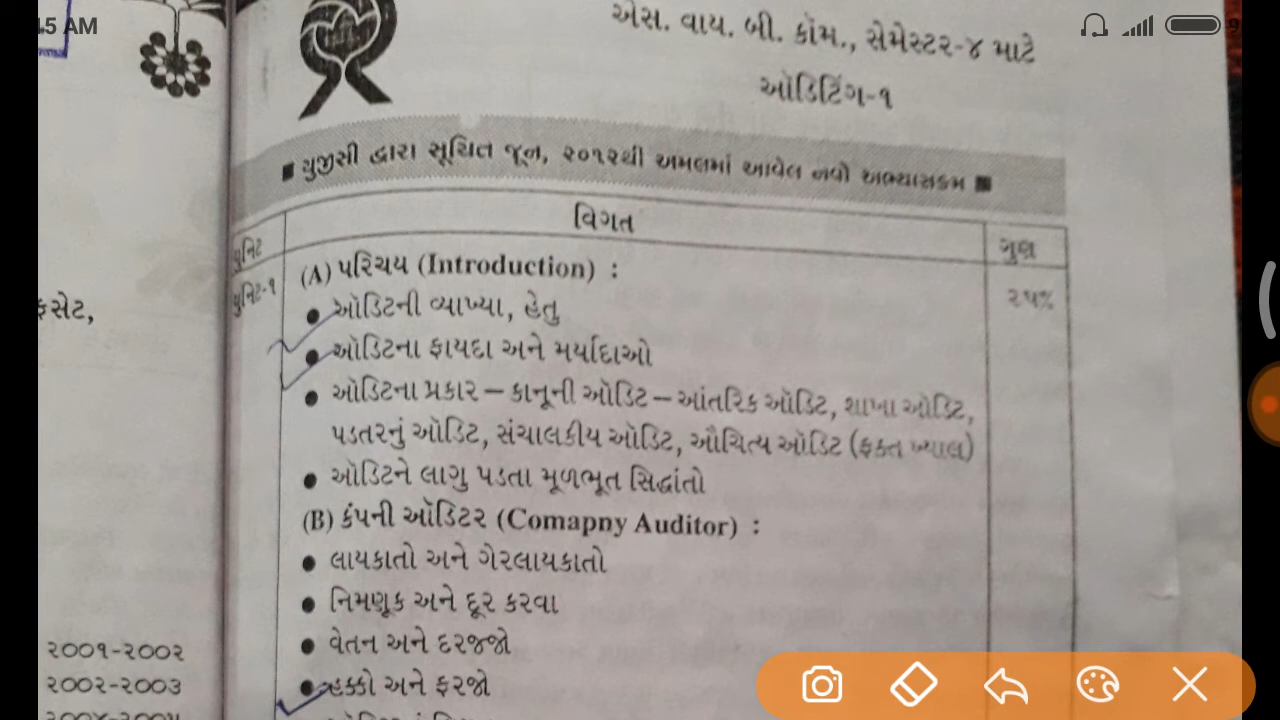 5 AM
એસ. વાય. બી. કૉમ., સેમેસ્ટર-૪ માટે
ઑડિટિંગ-૧
■ યુજીસી દ્વારા સૂચિત જૂન, ૨૦૧૨થી અમલમાં આવેલ નવો અભ્યાસક્રમ ■
યુનિટ વિગત ગુણ
યુનિટ-૧ (A) પરિચય (Introduction) : ૨૫%
● ઑડિટની વ્યાખ્યા, હેતુ
● ઑડિટના ફાયદા અને મર્યાદાઓ
● ઑડિટના પ્રકાર – કાનૂની ઑડિટ – આંતરિક ઑડિટ, શાખા ઑડિટ,
પડતરનું ઑડિટ, સંચાલકીય ઑડિટ, ઔચિત્ય ઑડિટ (ફક્ત ખ્યાલ)
● ઑડિટને લાગુ પડતા મૂળભૂત સિદ્ધાંતો
(B) કંપની ઑડિટર (Comapny Auditor) :
● લાયકાતો અને ગેરલાયકાતો
● નિમણૂક અને દૂર કરવા
● વેતન અને દરજ્જો
● હક્કો અને ફરજો
ફસેટ,
૨૦૦૧-૨૦૦૨
૨૦૦૨-૨૦૦૩